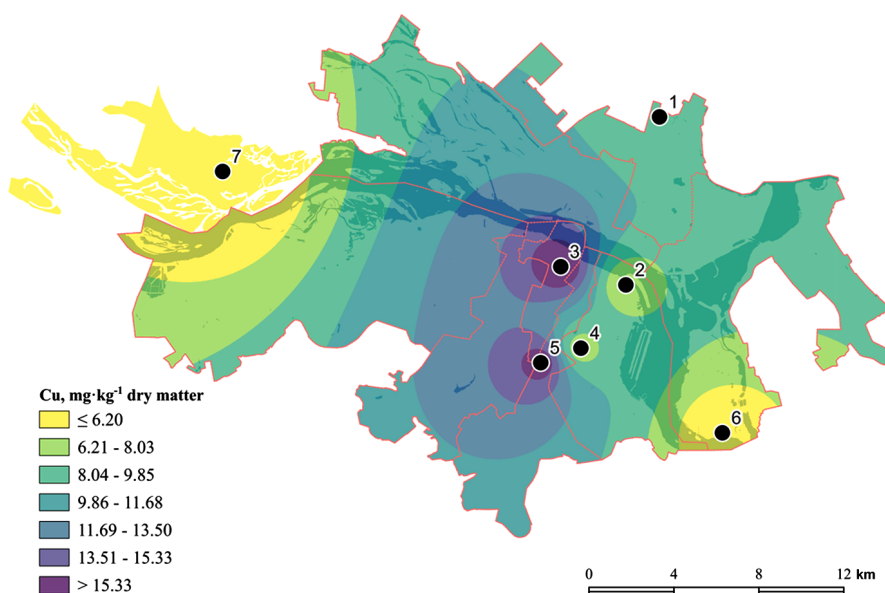 1
7
3
2
4
5
6
Cu, mg·kg⁻¹ dry matter
≤ 6.20
6.21 - 8.03
8.04 - 9.85
9.86 - 11.68
11.69 - 13.50
13.51 - 15.33
> 15.33
0 4 8 12 km